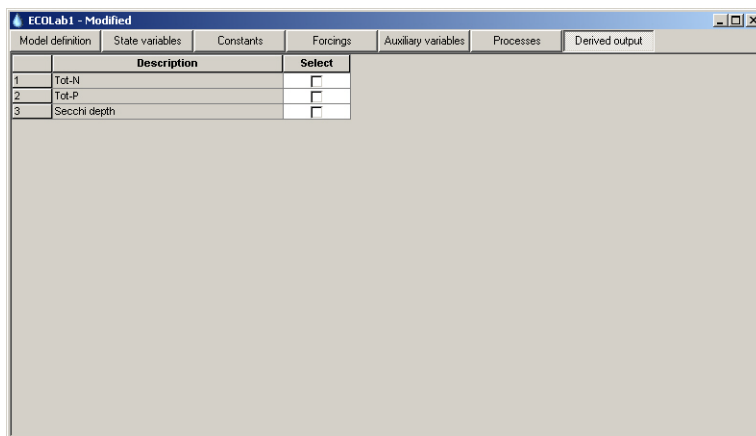 ECOLab1 - Modified
Model definition State variables Constants Forcings Auxiliary variables Processes Derived output
Description Select
1 Tot-N
2 Tot-P
3 Secchi depth